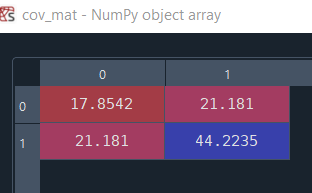 cov_mat - NumPy object array
0 1
0 17.8542 21.181
1 21.181 44.2235